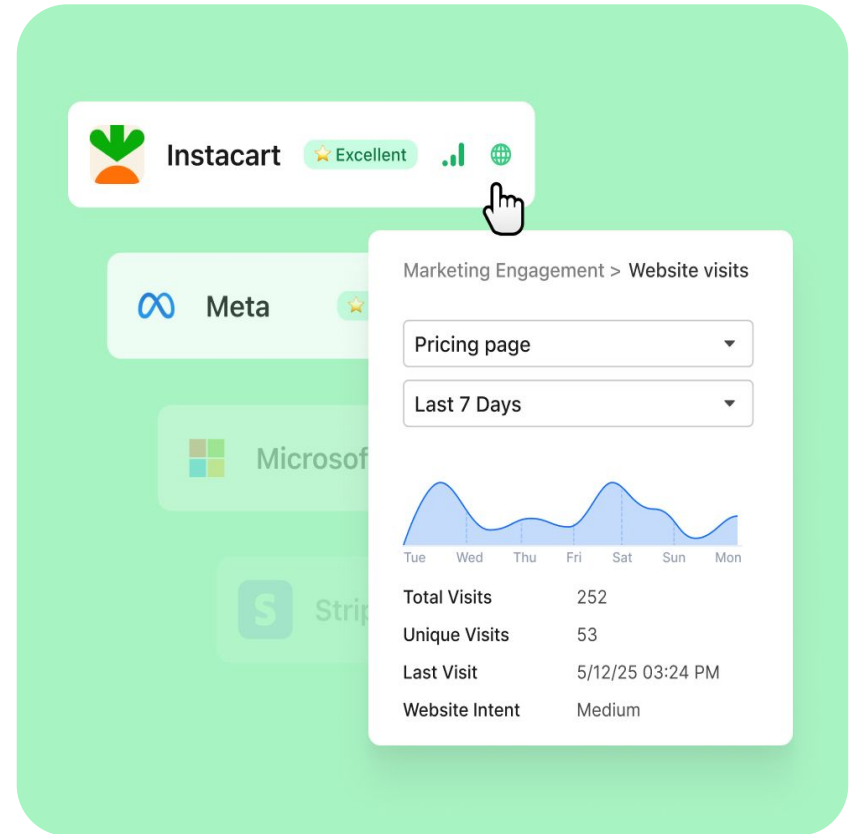 Instacart
Excellent
Marketing Engagement > Website visits
Meta
Pricing page
Last 7 Days
Microsof
Tue Wed Thu Fri Sat Sun Mon
Strip
Total Visits 252
Unique Visits 53
Last Visit 5/12/25 03:24 PM
Website Intent Medium